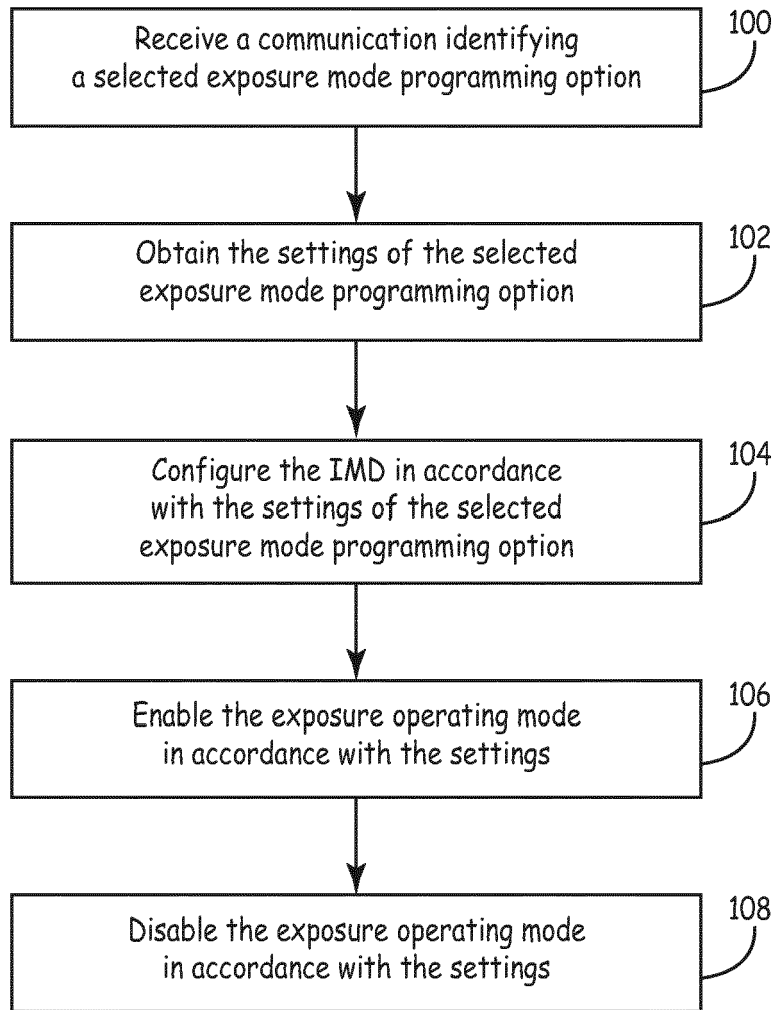 Receive a communication identifying
a selected exposure mode programming option
100
Obtain the settings of the selected
exposure mode programming option
102
Configure the IMD in accordance
with the settings of the selected
exposure mode programming option
104
Enable the exposure operating mode
in accordance with the settings
106
Disable the exposure operating mode
in accordance with the settings
108